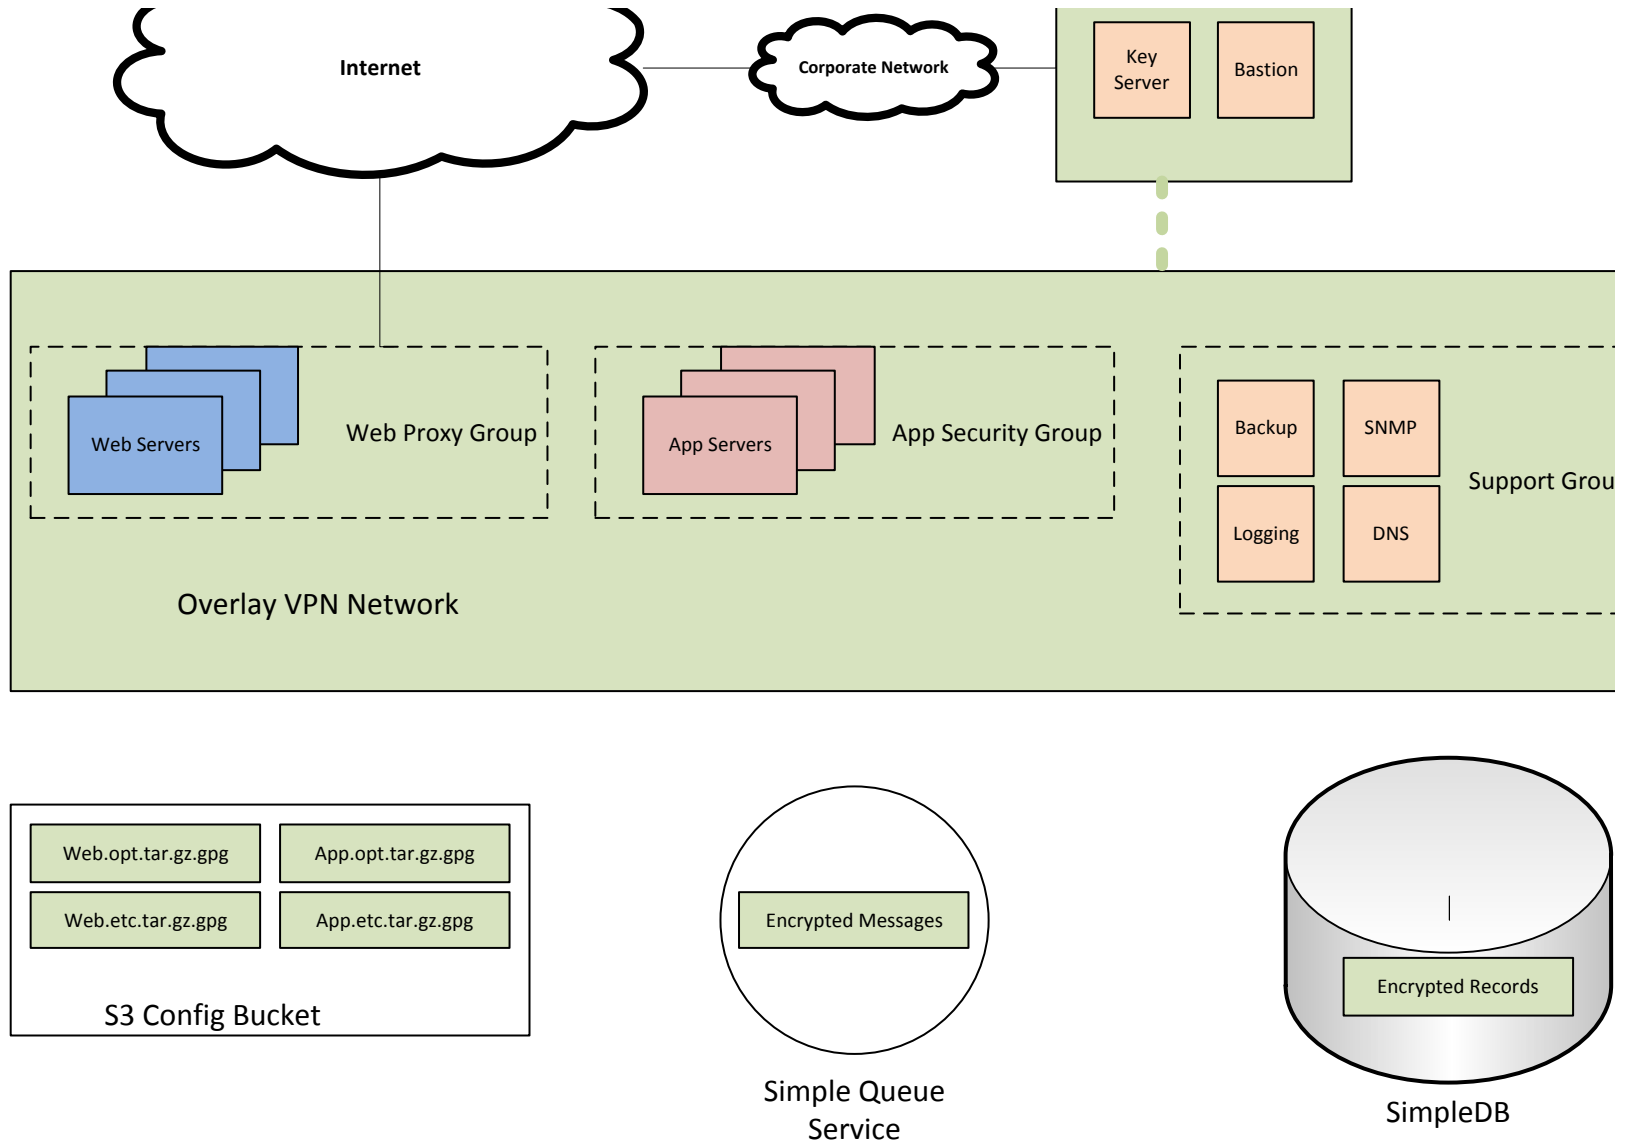 Internet
Corporate Network
Key
Server
Bastion
Web Servers
Web Proxy Group
App Servers
App Security Group
Backup
SNMP
Logging
DNS
Support Grou
Overlay VPN Network
Web.opt.tar.gz.gpg
App.opt.tar.gz.gpg
Web.etc.tar.gz.gpg
App.etc.tar.gz.gpg
S3 Config Bucket
Encrypted Messages
Simple Queue
Service
Encrypted Records
SimpleDB